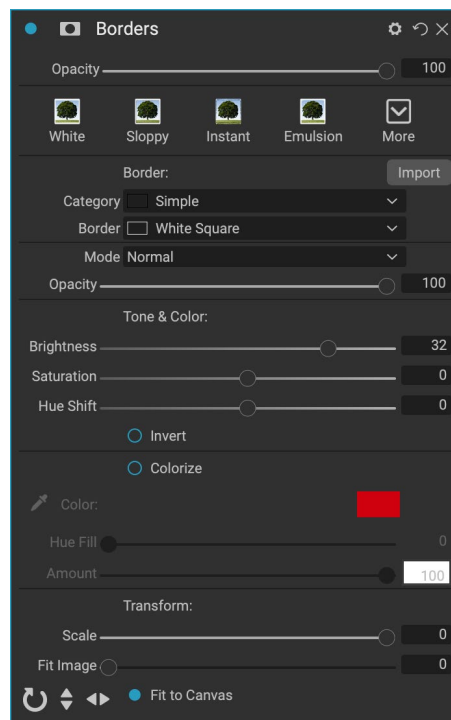 Borders
Opacity 100
White Sloppy Instant Emulsion More
Border: Import
Category Simple
Border White Square
Mode Normal
Opacity 100
Tone & Color:
Brightness 32
Saturation 0
Hue Shift 0
Invert
Colorize
Color:
Hue Fill 0
Amount 100
Transform:
Scale 0
Fit Image 0
Fit to Canvas